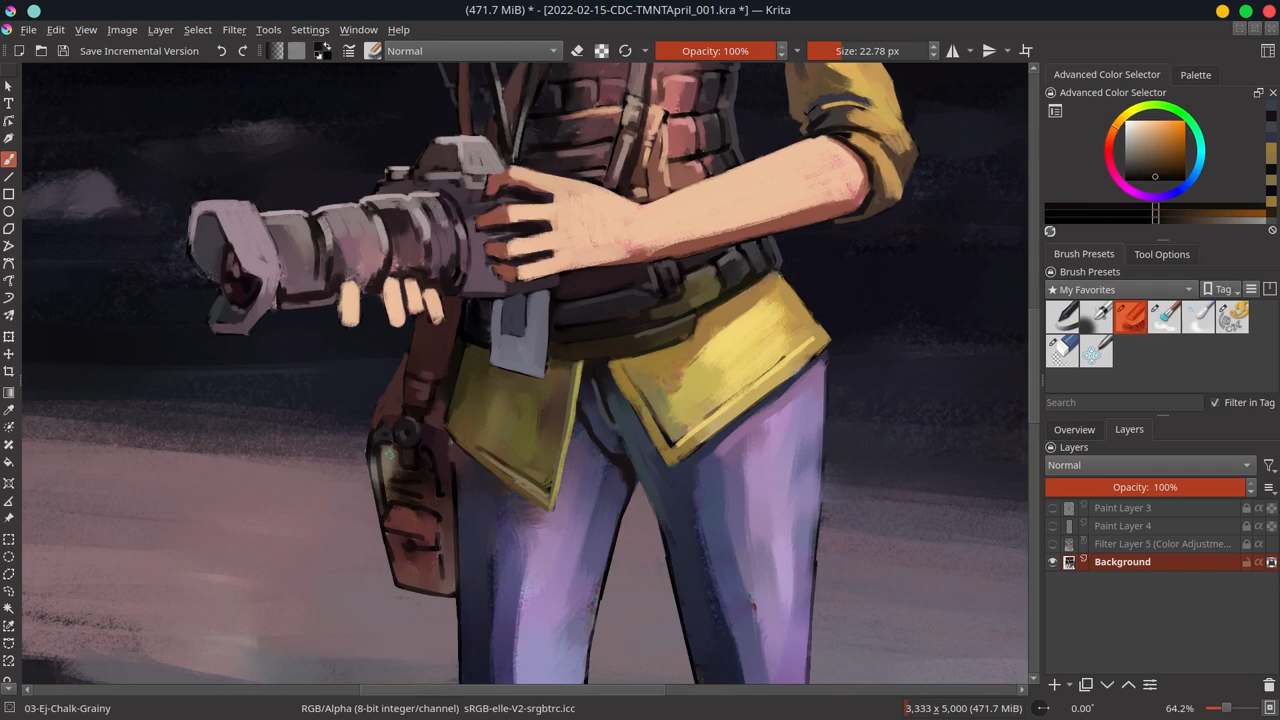 (471.7 MiB) * - [2022-02-15-CDC-TMNTApril_001.kra *] — Krita
File Edit View Image Layer Select Filter Tools Settings Window Help
Save Incremental Version Normal Opacity: 100% Size: 22.78 px
Advanced Color Selector Palette
Advanced Color Selector
Brush Presets Tool Options
Brush Presets
My Favorites Tag
Search Filter in Tag
Overview Layers
Layers
Normal
Opacity: 100%
Paint Layer 3
Paint Layer 4
Filter Layer 5 (Color Adjustme...
Background
03-Ej-Chalk-Grainy RGB/Alpha (8-bit integer/channel) sRGB-elle-V2-srgbtrc.icc 3,333 x 5,000 (471.7 MiB) 0.00° 64.2%